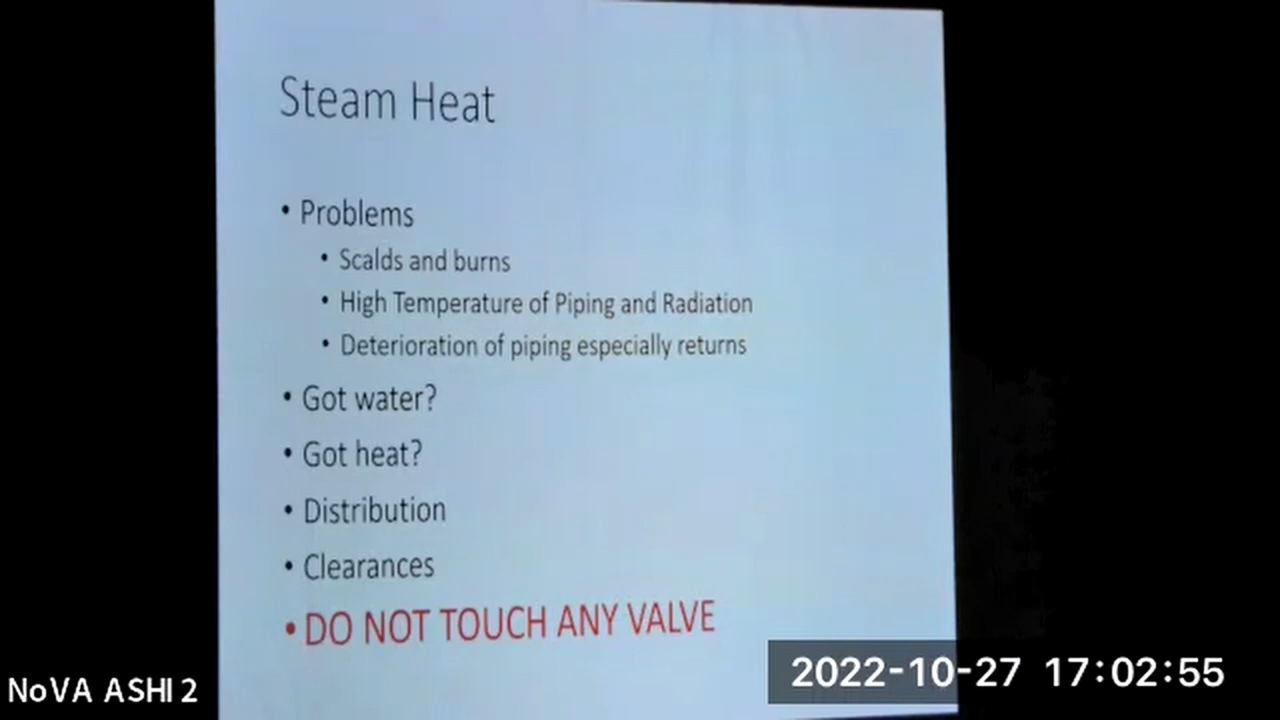 Steam Heat
• Problems
• Scalds and burns
• High Temperature of Piping and Radiation
• Deterioration of piping especially returns
• Got water?
• Got heat?
• Distribution
• Clearances
• DO NOT TOUCH ANY VALVE
NoVA ASHI 2
2022-10-27 17:02:55